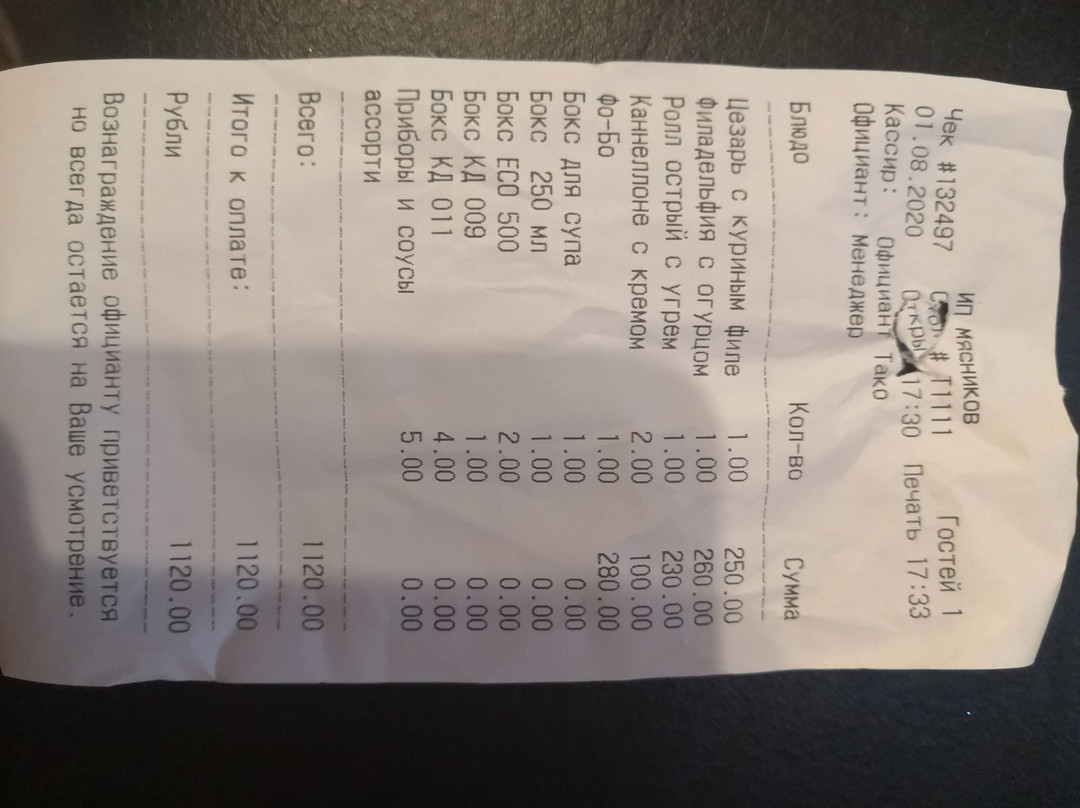 ИП МЯСНИКОВ
Чек #132497 Стол # Т1111 Гостей 1
01.08.2020 Откры 17:30 Печать 17:33
Кассир: Официант Тако
Официант: Менеджер
Блюдо Кол-во Сумма
Цезарь с куриным филе 1.00 250.00
Филадельфия с огурцом 1.00 260.00
Ролл острый с угрем 1.00 230.00
Каннеллоне с кремом 2.00 100.00
Фо-Бо 1.00 280.00
Бокс для супа 1.00 0.00
Бокс 250 мл 1.00 0.00
Бокс ECO 500 2.00 0.00
Бокс КД 009 1.00 0.00
Бокс КД 011 4.00 0.00
Приборы и соусы 5.00 0.00
ассорти
Всего: 1120.00
Итого к оплате: 1120.00
Рубли 1120.00
Вознаграждение официанту приветствуется
но всегда остается на Ваше усмотрение.